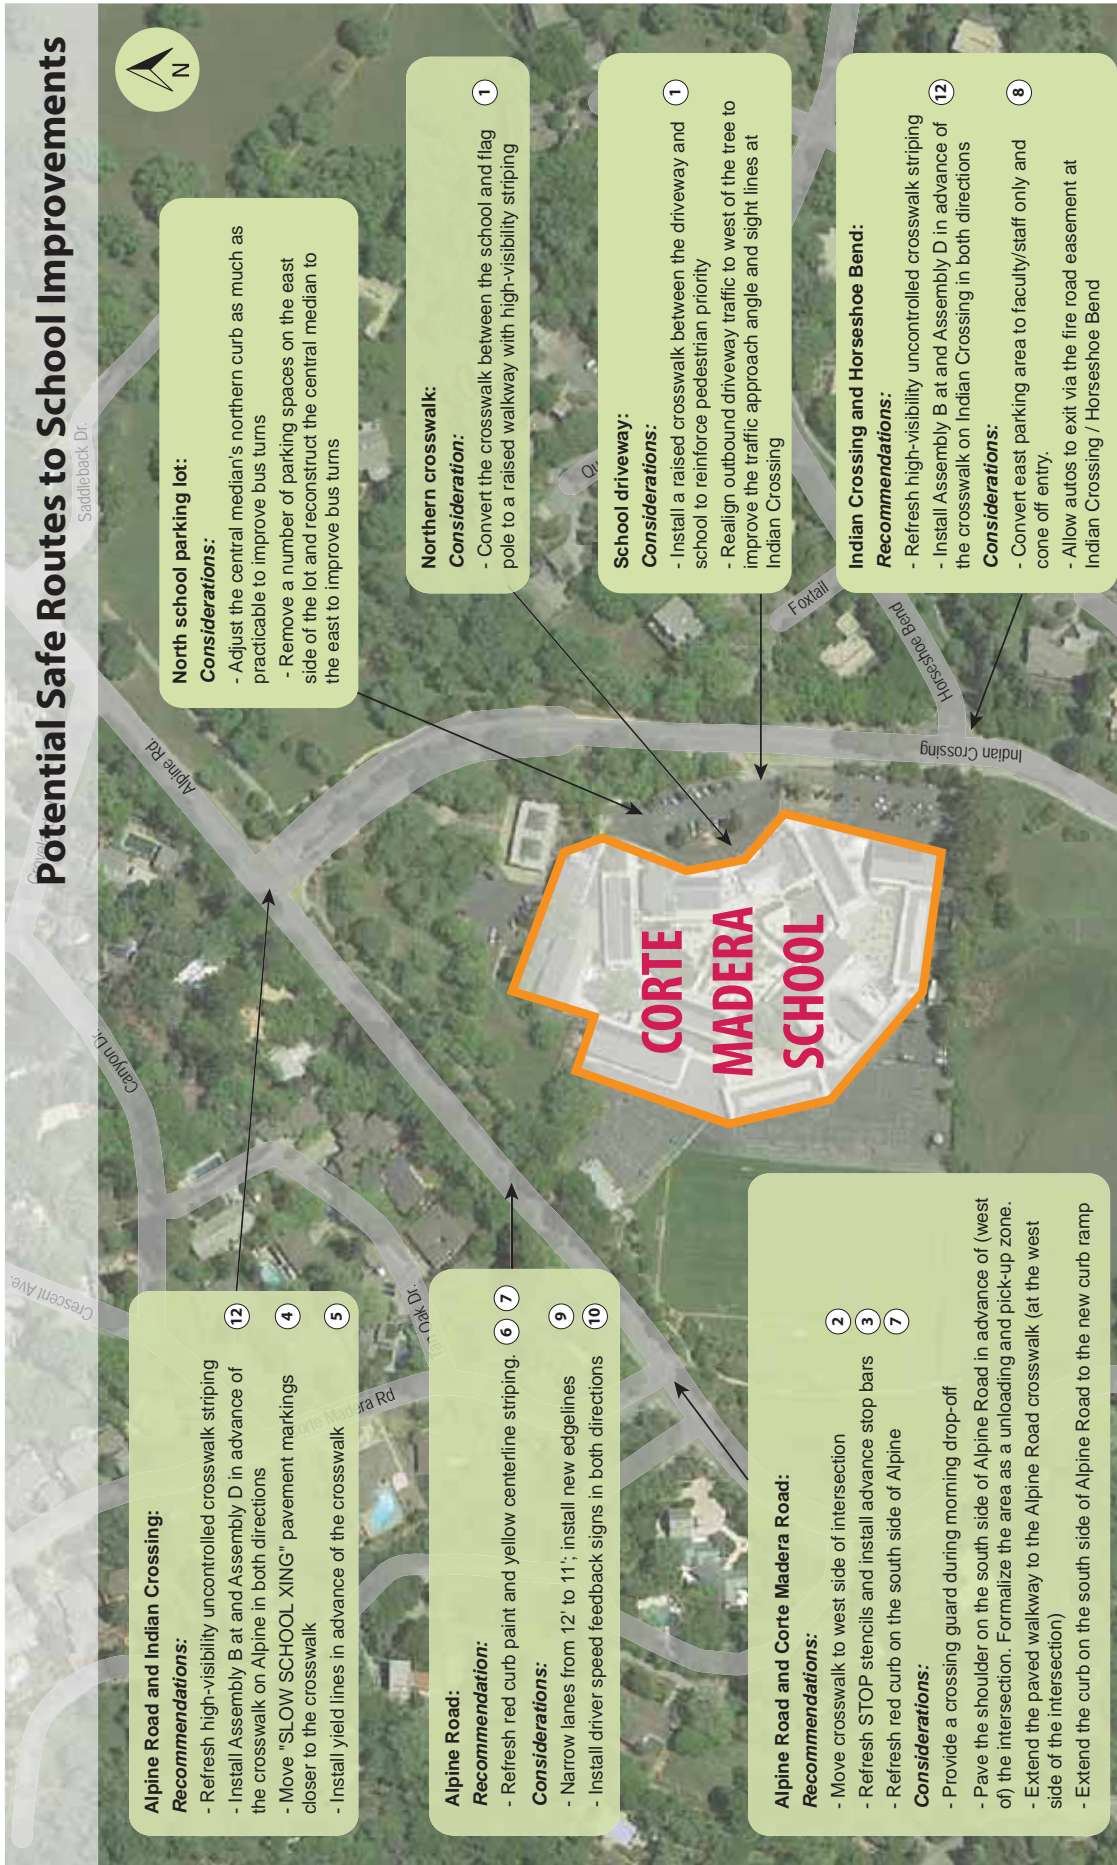 Potential Safe Routes to School Improvements
N
Alpine Road and Indian Crossing:
Recommendations:
- Refresh high-visibility uncontrolled crosswalk striping
- Install Assembly B at and Assembly D in advance of
the crosswalk on Alpine in both directions
12
- Move "SLOW SCHOOL XING" pavement markings
closer to the crosswalk
4
- Install yield lines in advance of the crosswalk
5
Alpine Road:
Recommendation:
- Refresh red curb paint and yellow centerline striping.
6 7
Considerations:
- Narrow lanes from 12' to 11'; install new edgelines
9
- Install driver speed feedback signs in both directions
10
Alpine Road and Corte Madera Road:
Recommendations:
- Move crosswalk to west side of intersection
2
- Refresh STOP stencils and install advance stop bars
3
- Refresh red curb on the south side of Alpine
7
Considerations:
- Provide a crossing guard during morning drop-off
- Pave the shoulder on the south side of Alpine Road in advance of (west
of) the intersection. Formalize the area as a unloading and pick-up zone.
- Extend the paved walkway to the Alpine Road crosswalk (at the west
side of the intersection)
- Extend the curb on the south side of Alpine Road to the new curb ramp
North school parking lot:
Considerations:
- Adjust the central median's northern curb as much as
practicable to improve bus turns
- Remove a number of parking spaces on the east
side of the lot and reconstruct the central median to
the east to improve bus turns
Northern crosswalk:
Consideration:
- Convert the crosswalk between the school and flag
pole to a raised walkway with high-visibility striping
1
School driveway:
Considerations:
- Install a raised crosswalk between the driveway and
school to reinforce pedestrian priority
1
- Realign outbound driveway traffic to west of the tree to
improve the traffic approach angle and sight lines at
Indian Crossing
Indian Crossing and Horseshoe Bend:
Recommendations:
- Refresh high-visibility uncontrolled crosswalk striping
- Install Assembly B at and Assembly D in advance of
the crosswalk on Indian Crossing in both directions
12
Considerations:
- Convert east parking area to faculty/staff only and
cone off entry.
8
- Allow autos to exit via the fire road easement at
Indian Crossing / Horseshoe Bend
CORTE
MADERA
SCHOOL
Crescent Ave.
Canyon Dr.
Saddleback Dr.
Alpine Rd.
Oak Dr.
Corte Madera Rd
Foxtail
Horseshoe Bend
Indian Crossing